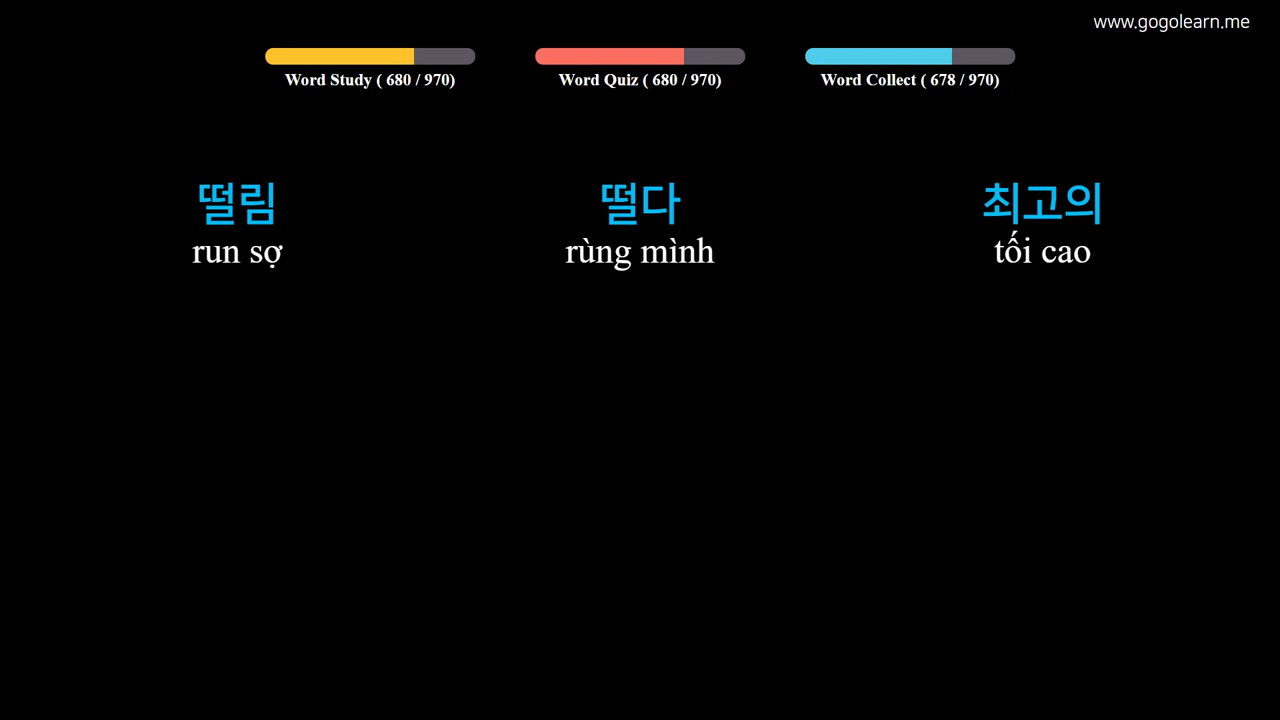 www.gogolearn.me
Word Study ( 680 / 970)
Word Quiz ( 680 / 970)
Word Collect ( 678 / 970)
떨림
run sợ
떨다
rùng mình
최고의
tối cao